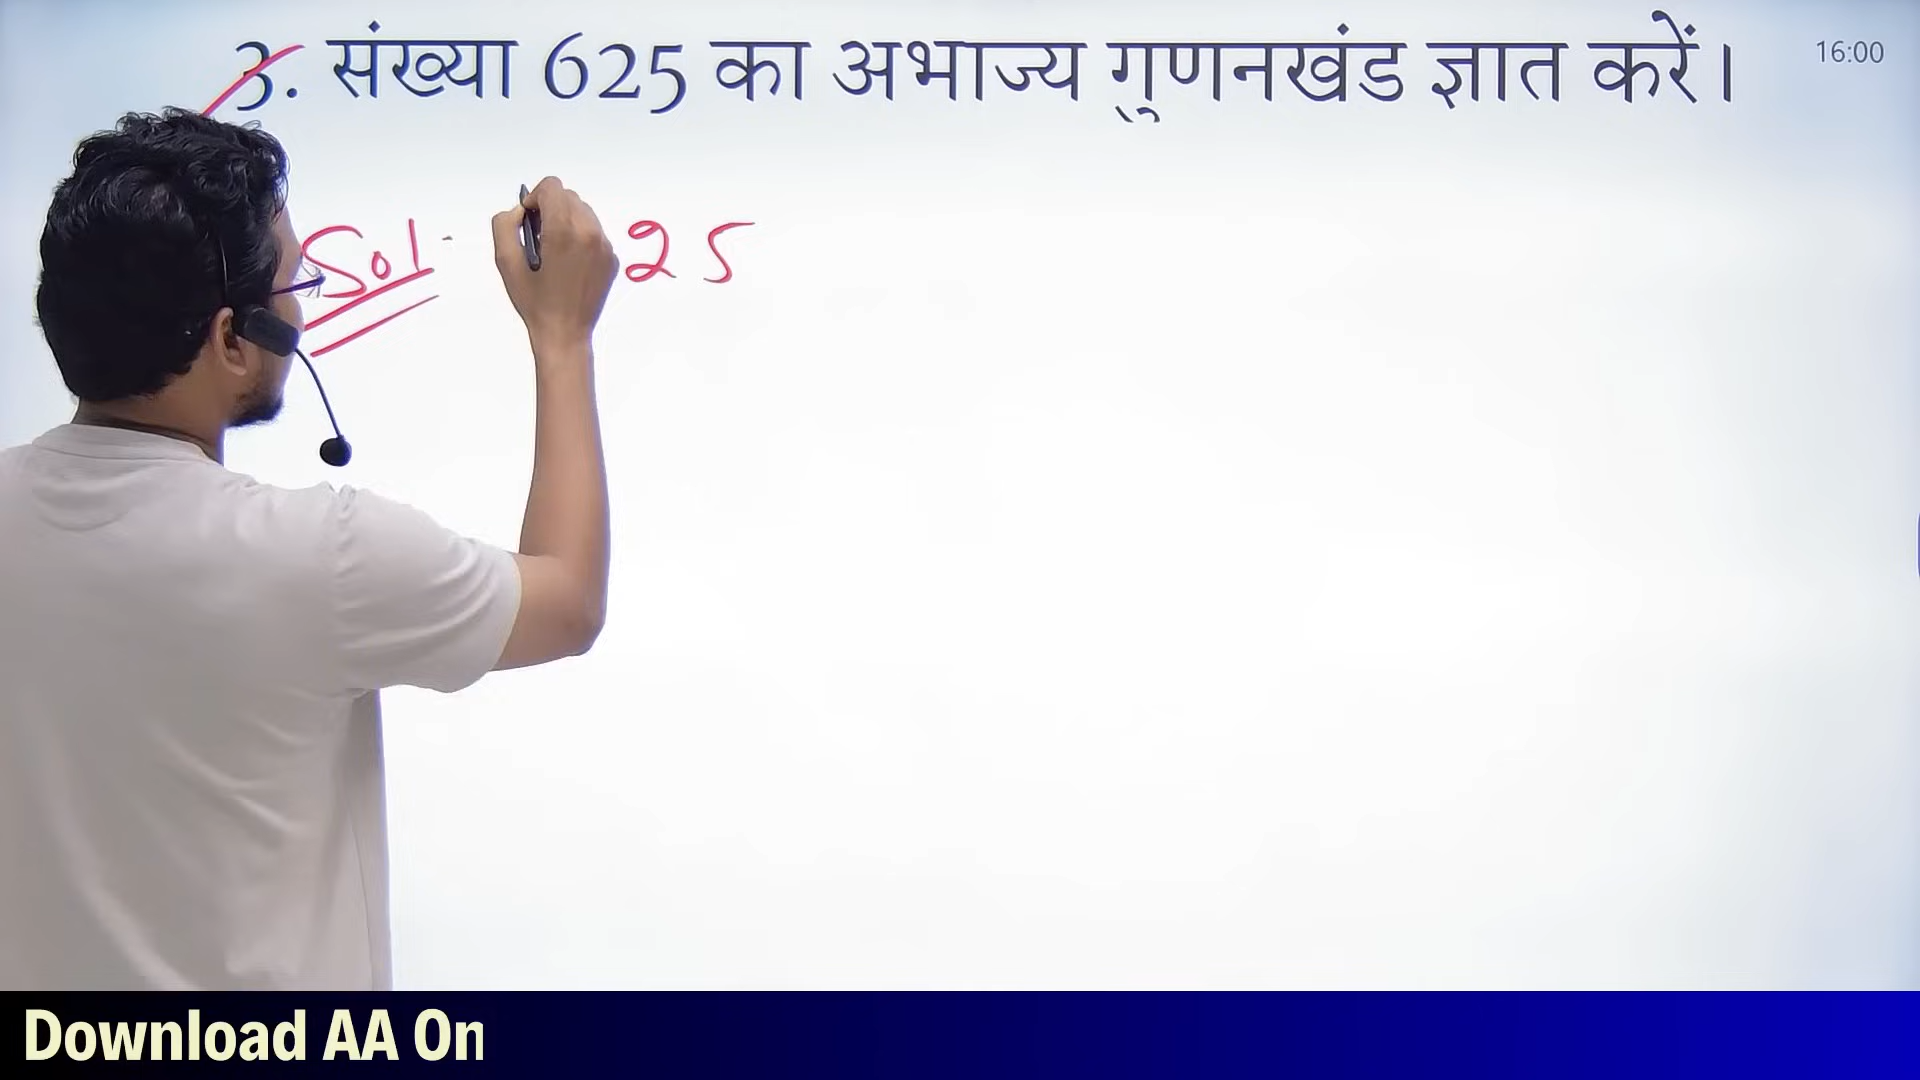 3. संख्या 625 का अभाज्य गुणनखंड ज्ञात करें।
16:00
Sol. 25
Download AA On